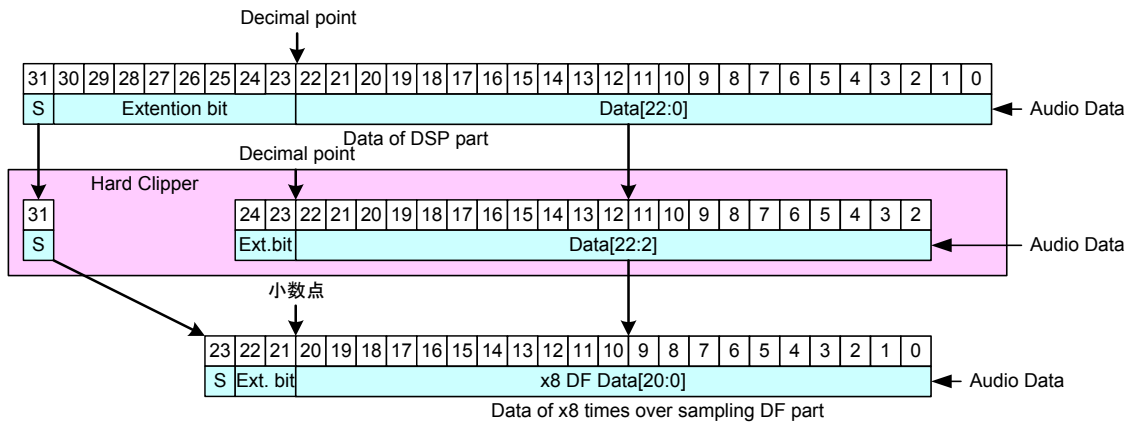 Decimal point
31 30 29 28 27 26 25 24 23 22 21 20 19 18 17 16 15 14 13 12 11 10 9 8 7 6 5 4 3 2 1 0
S Extention bit Data[22:0] Audio Data
Data of DSP part
Decimal point
Hard Clipper
31 24 23 22 21 20 19 18 17 16 15 14 13 12 11 10 9 8 7 6 5 4 3 2
S Ext.bit Data[22:2] Audio Data
小数点
23 22 21 20 19 18 17 16 15 14 13 12 11 10 9 8 7 6 5 4 3 2 1 0
S Ext. bit x8 DF Data[20:0] Audio Data
Data of x8 times over sampling DF part